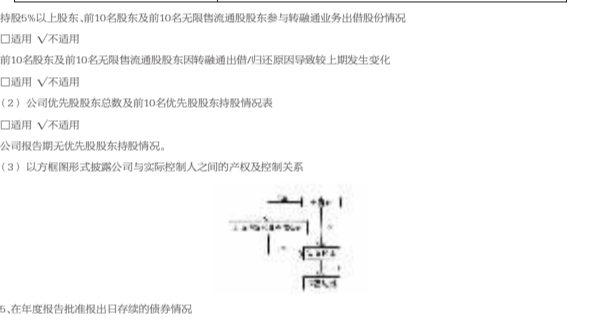 持股5%以上股东、前10名股东及前10名无限售流通股股东参与转融通业务出借股份情况
□适用 √不适用
前10名股东及前10名无限售流通股股东因转融通出借/归还原因导致较上期发生变化
□适用 √不适用
（2）公司优先股股东总数及前10名优先股股东持股情况表
□适用 √不适用
公司报告期无优先股股东持股情况。
（3）以方框图形式披露公司与实际控制人之间的产权及控制关系
5、在年度报告批准报出日存续的债券情况